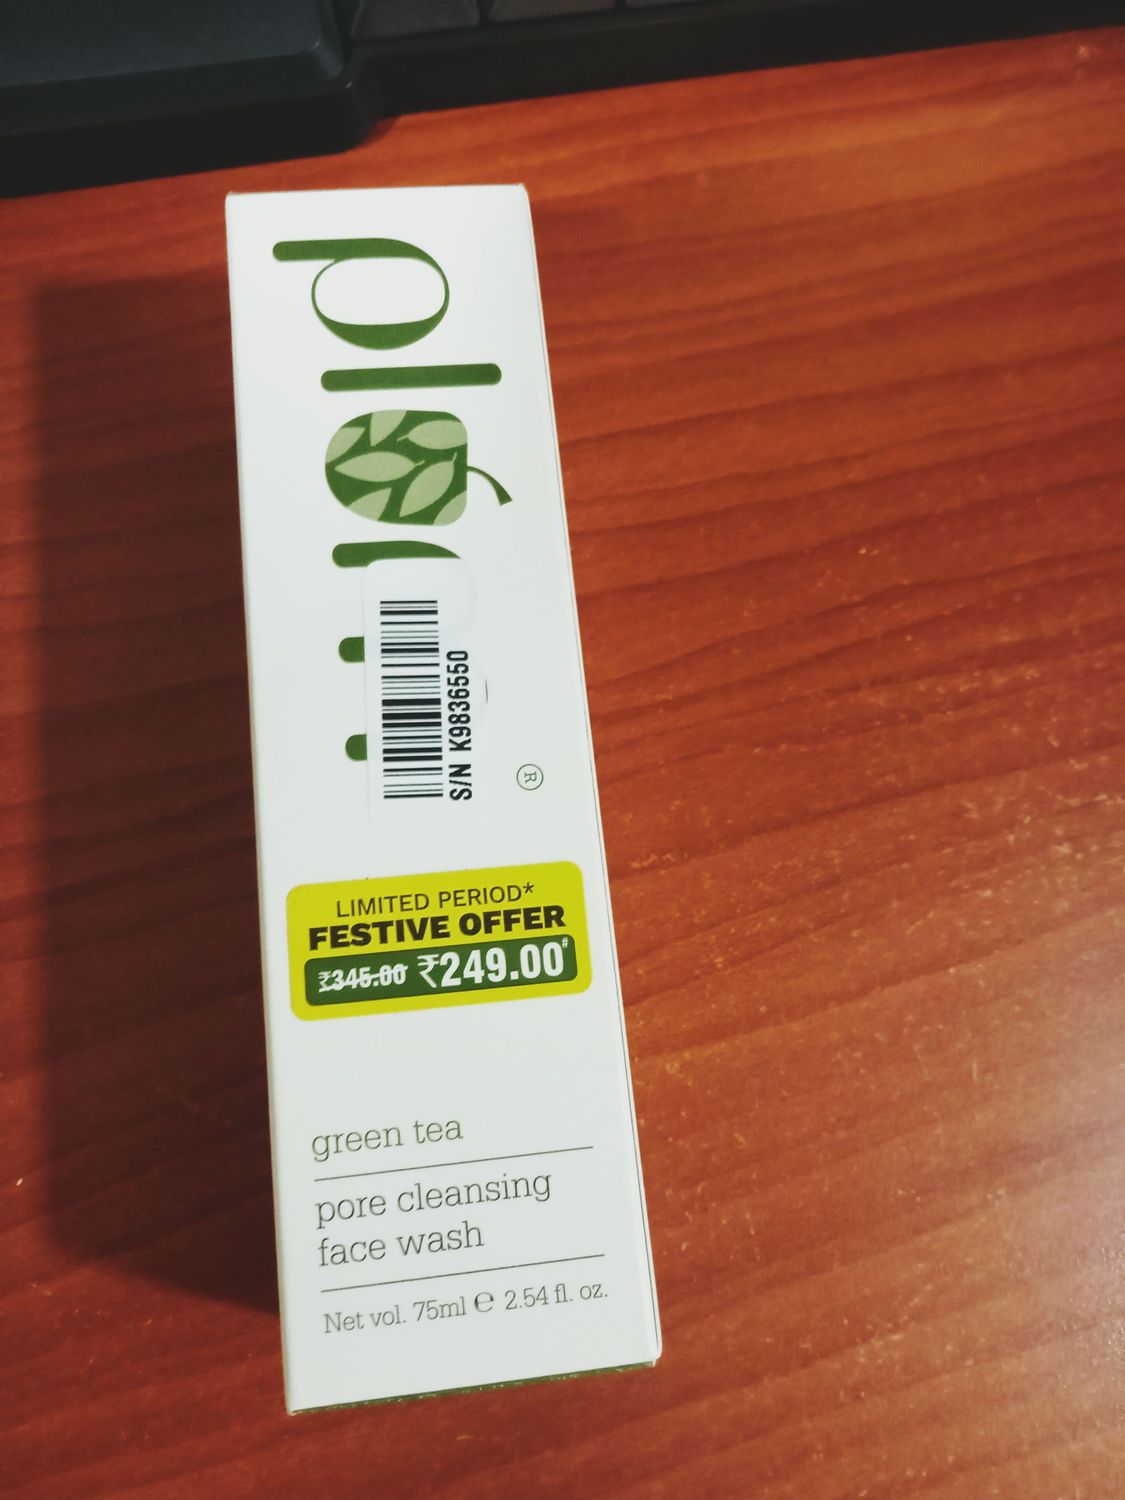 S/N K9836550
®
LIMITED PERIOD*
FESTIVE OFFER
₹345.00 ₹249.00#
green tea
pore cleansing
face wash
Net vol. 75ml ℮ 2.54 fl. oz.